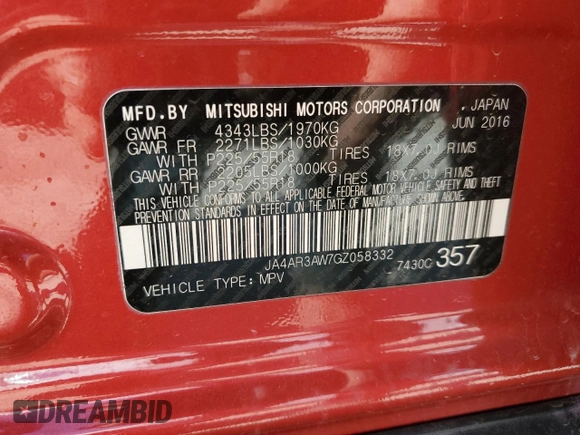 MFD.BY MITSUBISHI MOTORS CORPORATION . JAPAN
GVWR 4343LBS/1970KG JUN 2016
GAWR FR 2271LBS/1030KG
WITH P225/55R18 TIRES 18X7.0J RIMS
GAWR RR 2205LBS/1000KG
WITH P225/55R18 TIRES 18X7.0J RIMS
THIS VEHICLE CONFORMS TO ALL APPLICABLE FEDERAL MOTOR VEHICLE SAFETY AND THEFT
PREVENTION STANDARDS IN EFFECT ON THE DATE OF MANUFACTURE SHOWN ABOVE.
JA4AR3AW7GZ058332 7430C 357
VEHICLE TYPE: MPV
DREAMBID